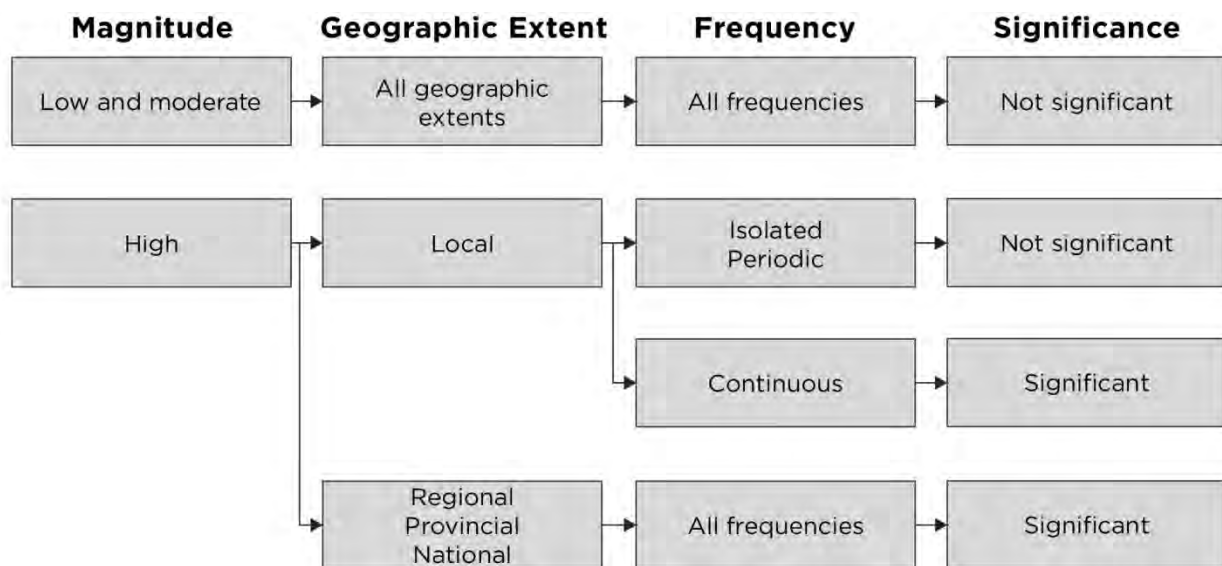 Magnitude Geographic Extent Frequency Significance
Low and moderate
All geographic
extents
All frequencies
Not significant
High
Local
Isolated
Periodic
Not significant
Continuous
Significant
Regional
Provincial
National
All frequencies
Significant